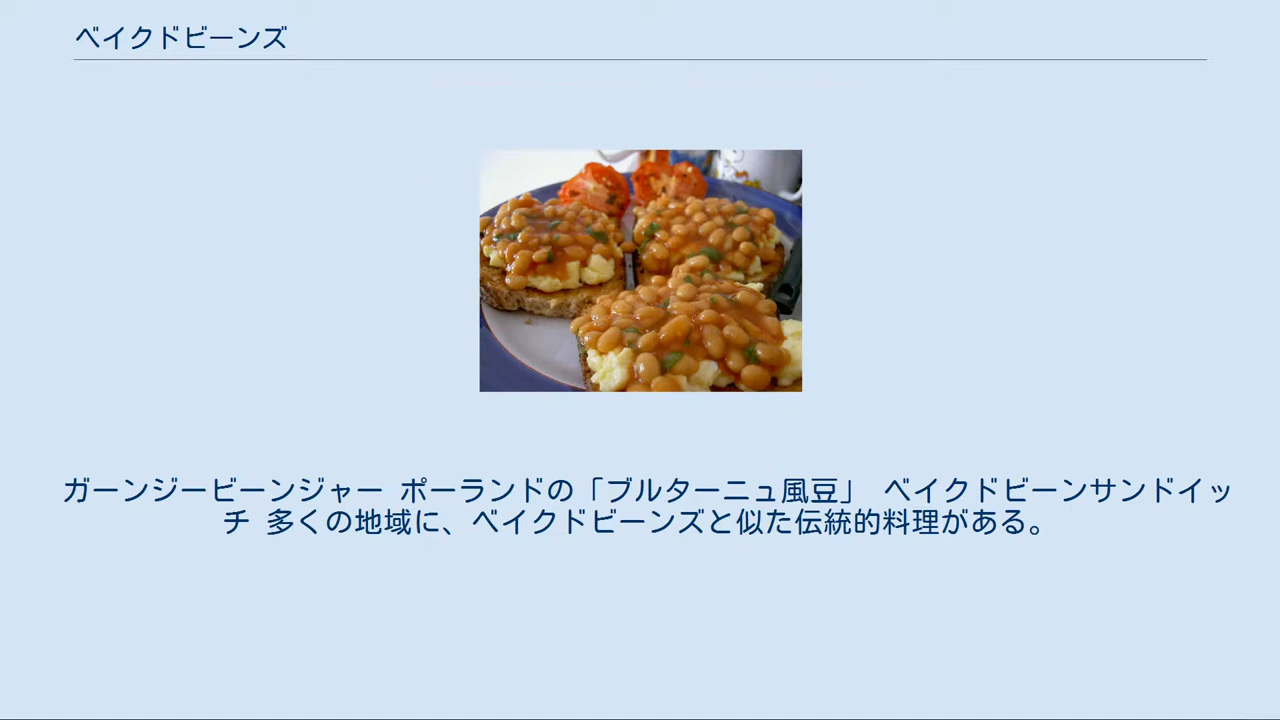 ベイクドビーンズ
ガーンジービーンジャー ポーランドの「ブルターニュ風豆」 ベイクドビーンサンドイッ
チ 多くの地域に、ベイクドビーンズと似た伝統的料理がある。